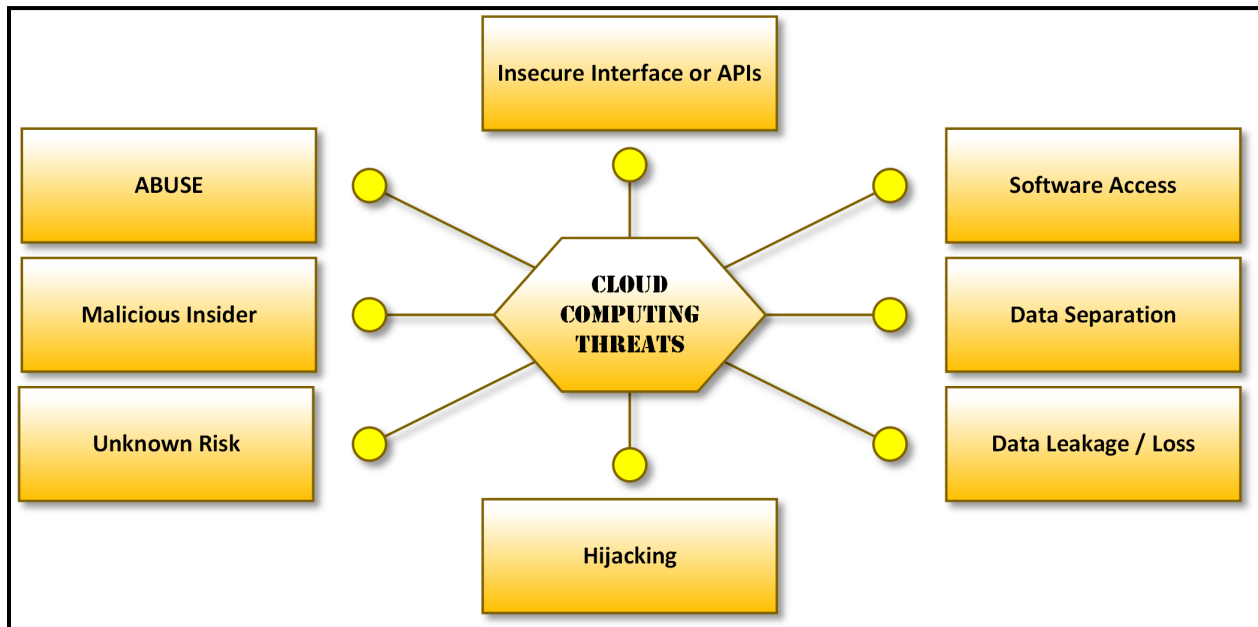 Insecure Interface or APIs
ABUSE
Software Access
CLOUD
COMPUTING
THREATS
Malicious Insider
Data Separation
Unknown Risk
Data Leakage / Loss
Hijacking